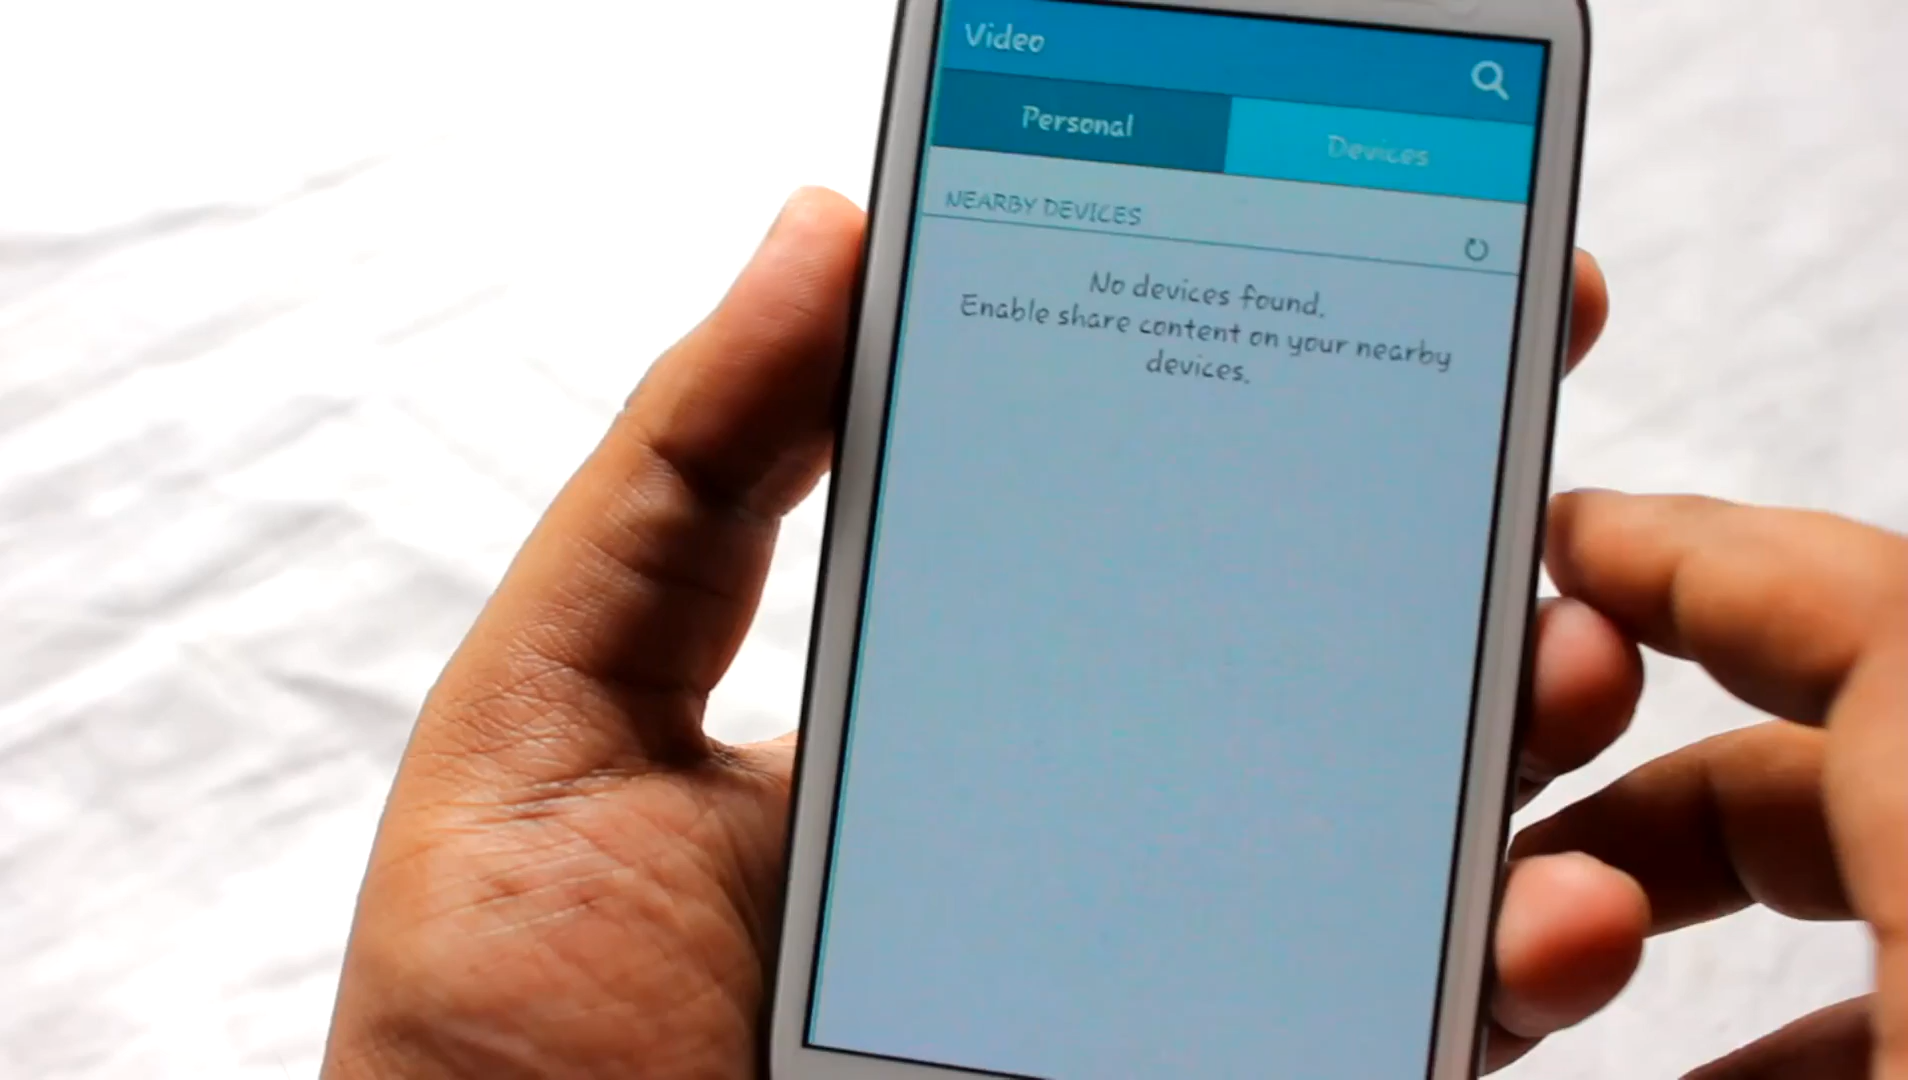 Video
Personal
Devices
NEARBY DEVICES
No devices found.
Enable share content on your nearby
devices.